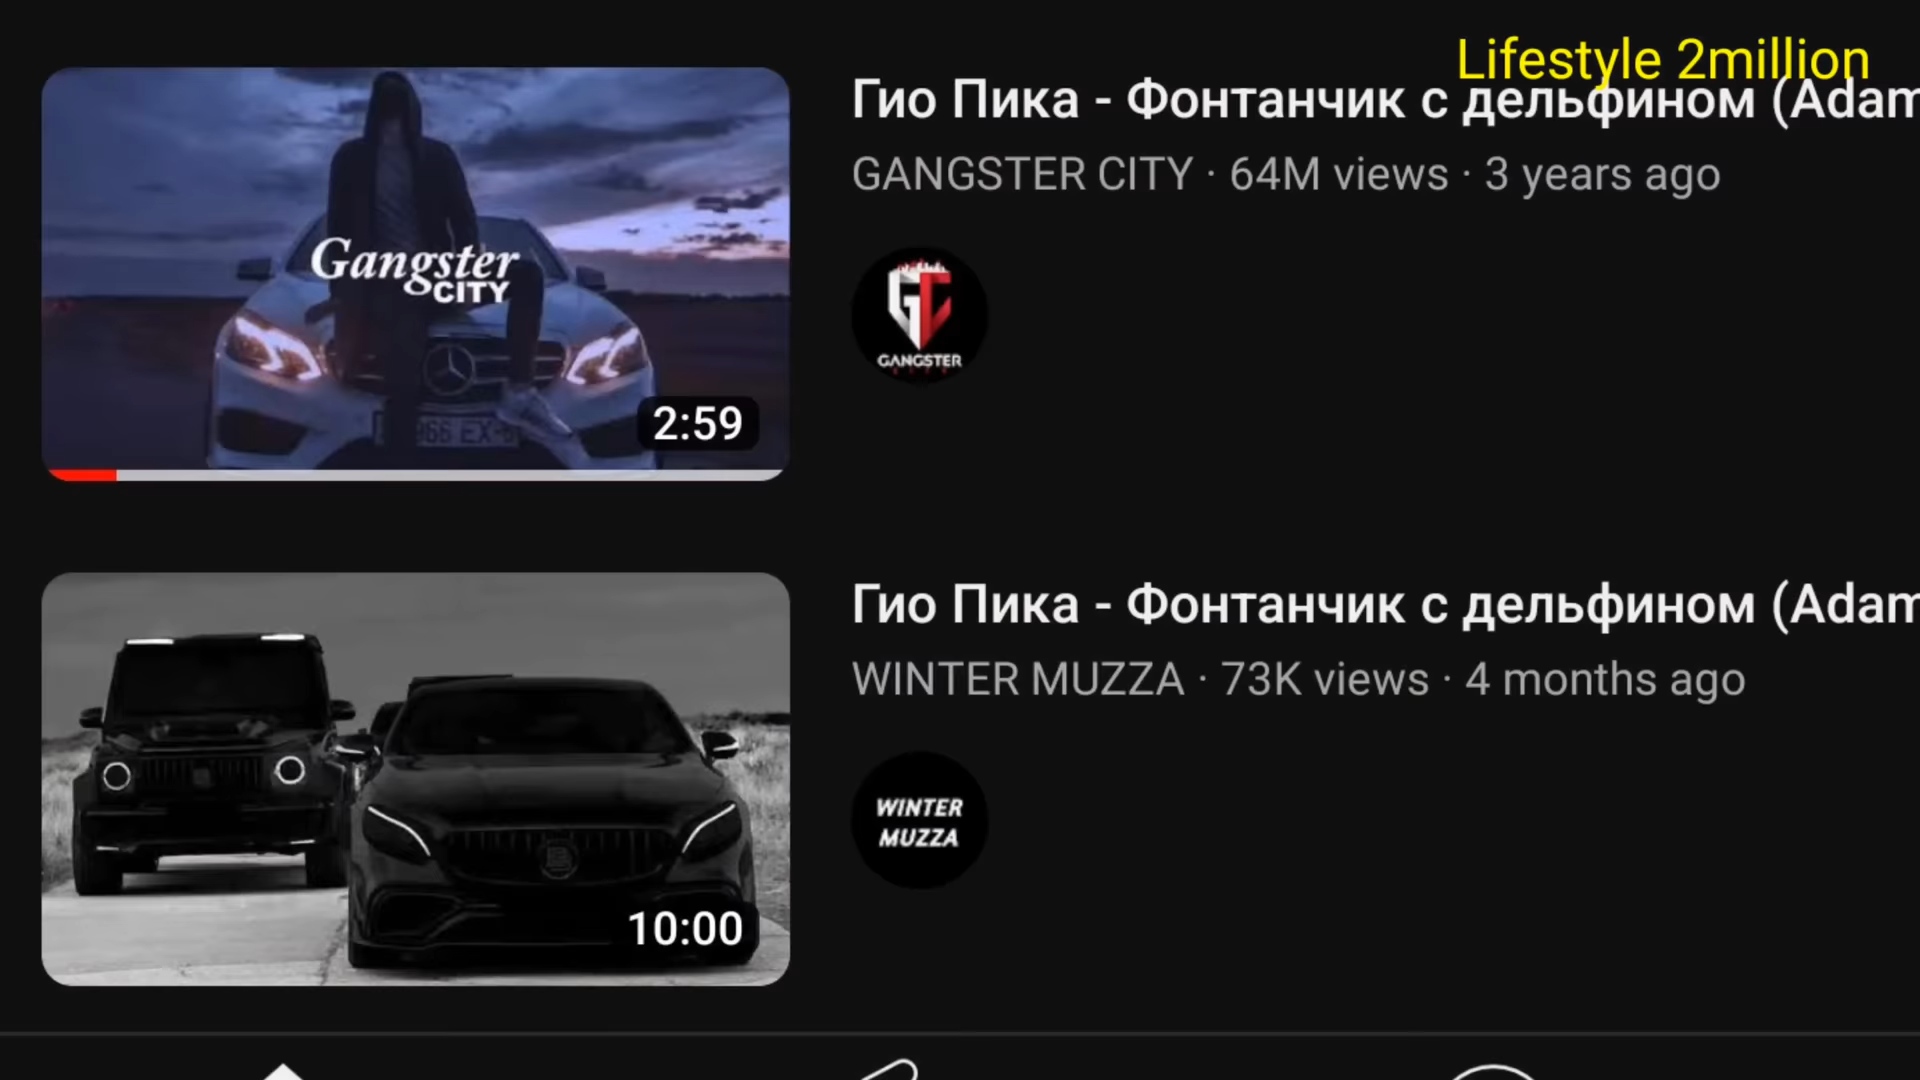 Lifestyle 2million
Гио Пика - Фонтанчик с дельфином (Adam
GANGSTER CITY · 64M views · 3 years ago
Gangster
CITY
GANGSTER
2:59
Гио Пика - Фонтанчик с дельфином (Adam
WINTER MUZZA · 73K views · 4 months ago
WINTER
MUZZA
10:00